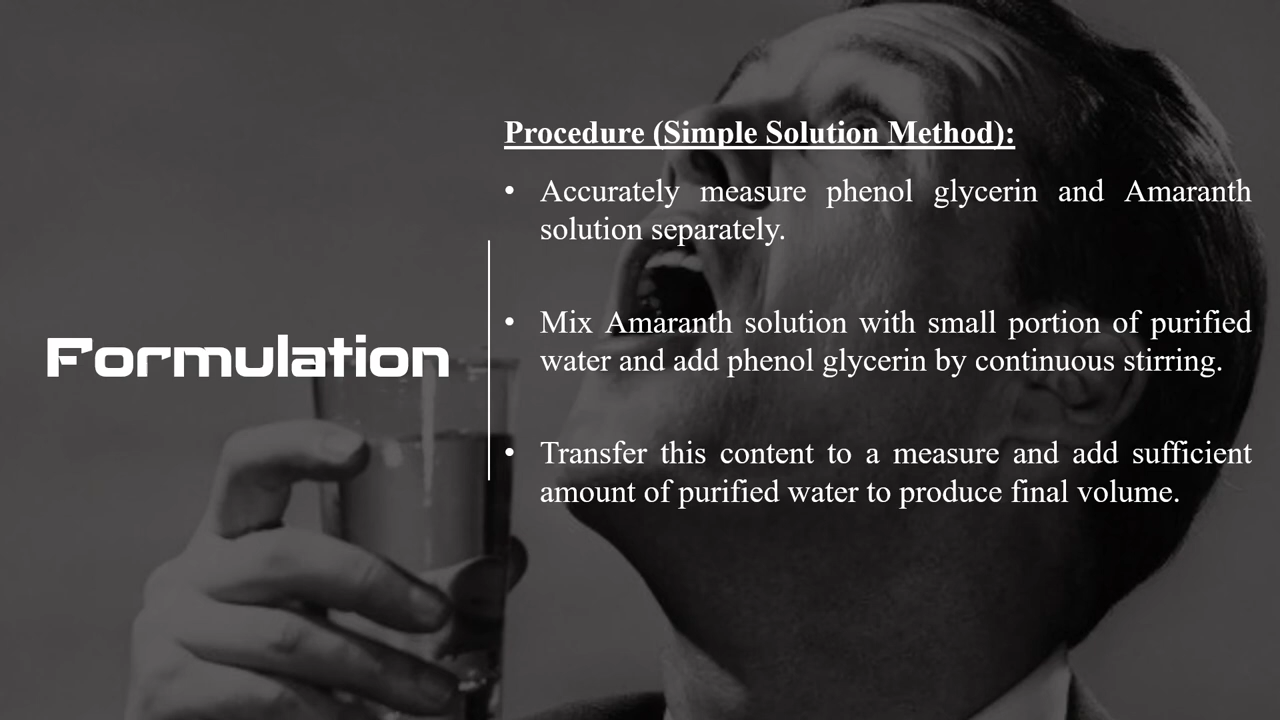 Formulation
Procedure (Simple Solution Method):
• Accurately measure phenol glycerin and Amaranth
solution separately.
• Mix Amaranth solution with small portion of purified
water and add phenol glycerin by continuous stirring.
• Transfer this content to a measure and add sufficient
amount of purified water to produce final volume.